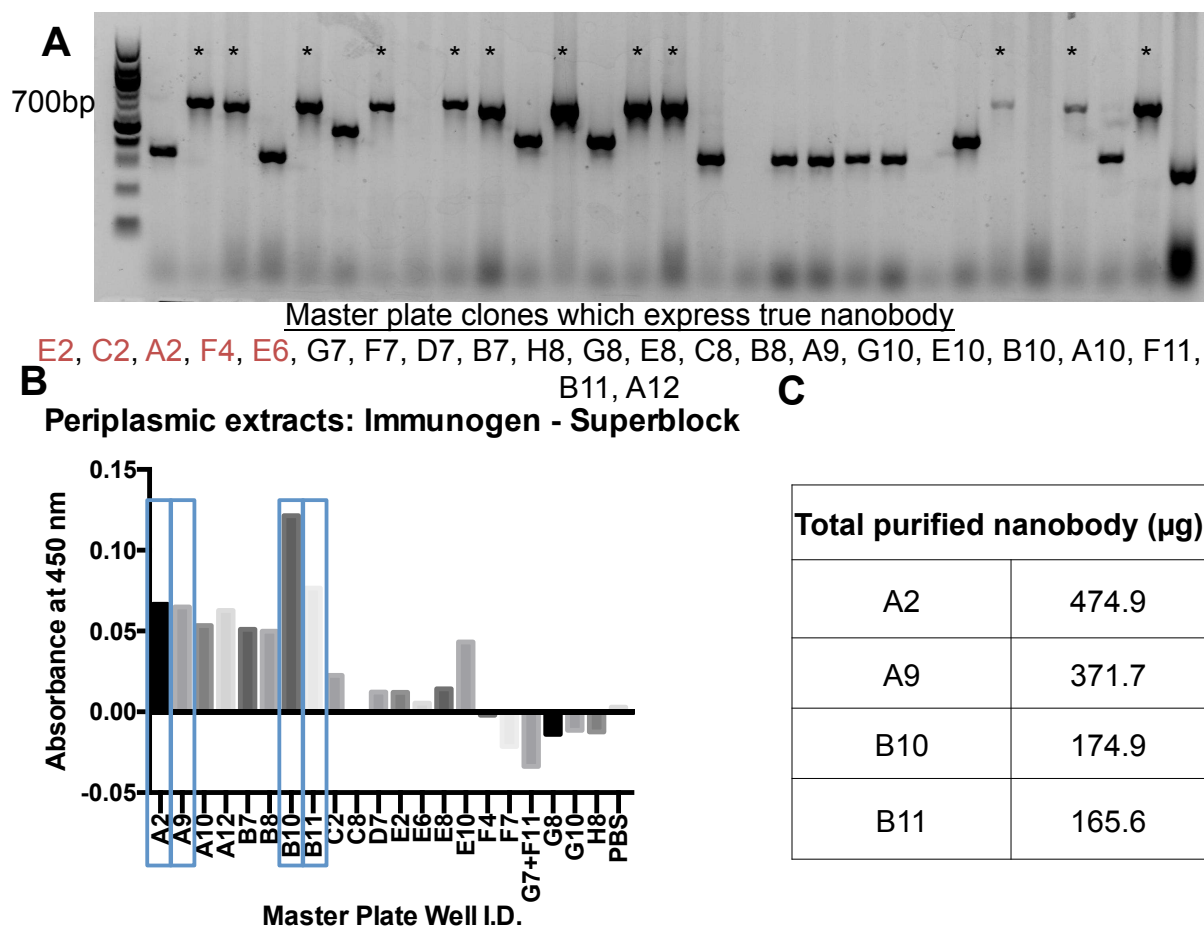 A
* * * * * * * * * * * *
700bp
Master plate clones which express true nanobody
E2, C2, A2, F4, E6, G7, F7, D7, B7, H8, G8, E8, C8, B8, A9, G10, E10, B10, A10, F11,
B11, A12
B
Periplasmic extracts: Immunogen - Superblock
Absorbance at 450 nm
0.15
0.10
0.05
0.00
-0.05
A2
A9
A10
A12
B7
B8
B10
B11
C2
C8
D7
E2
E6
E8
E10
F4
F7
G7+F11
G8
G10
H8
PBS
Master Plate Well I.D.
C
Total purified nanobody (µg)
A2 474.9
A9 371.7
B10 174.9
B11 165.6